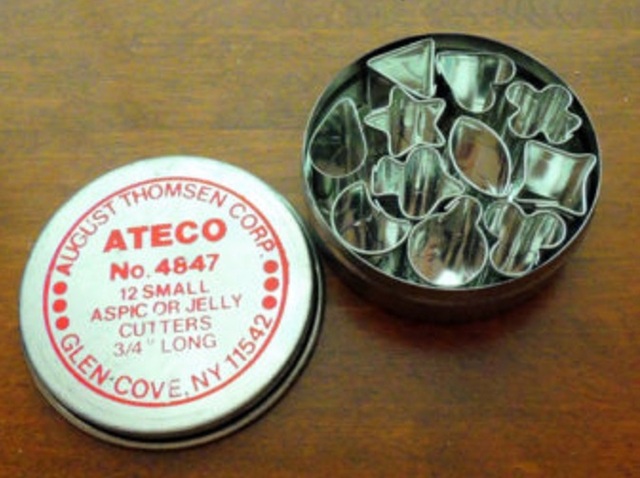 AUGUST THOMSEN CORP.
ATECO
No. 4847
12 SMALL
ASPIC OR JELLY
CUTTERS
3/4" LONG
GLEN COVE, NY 11542